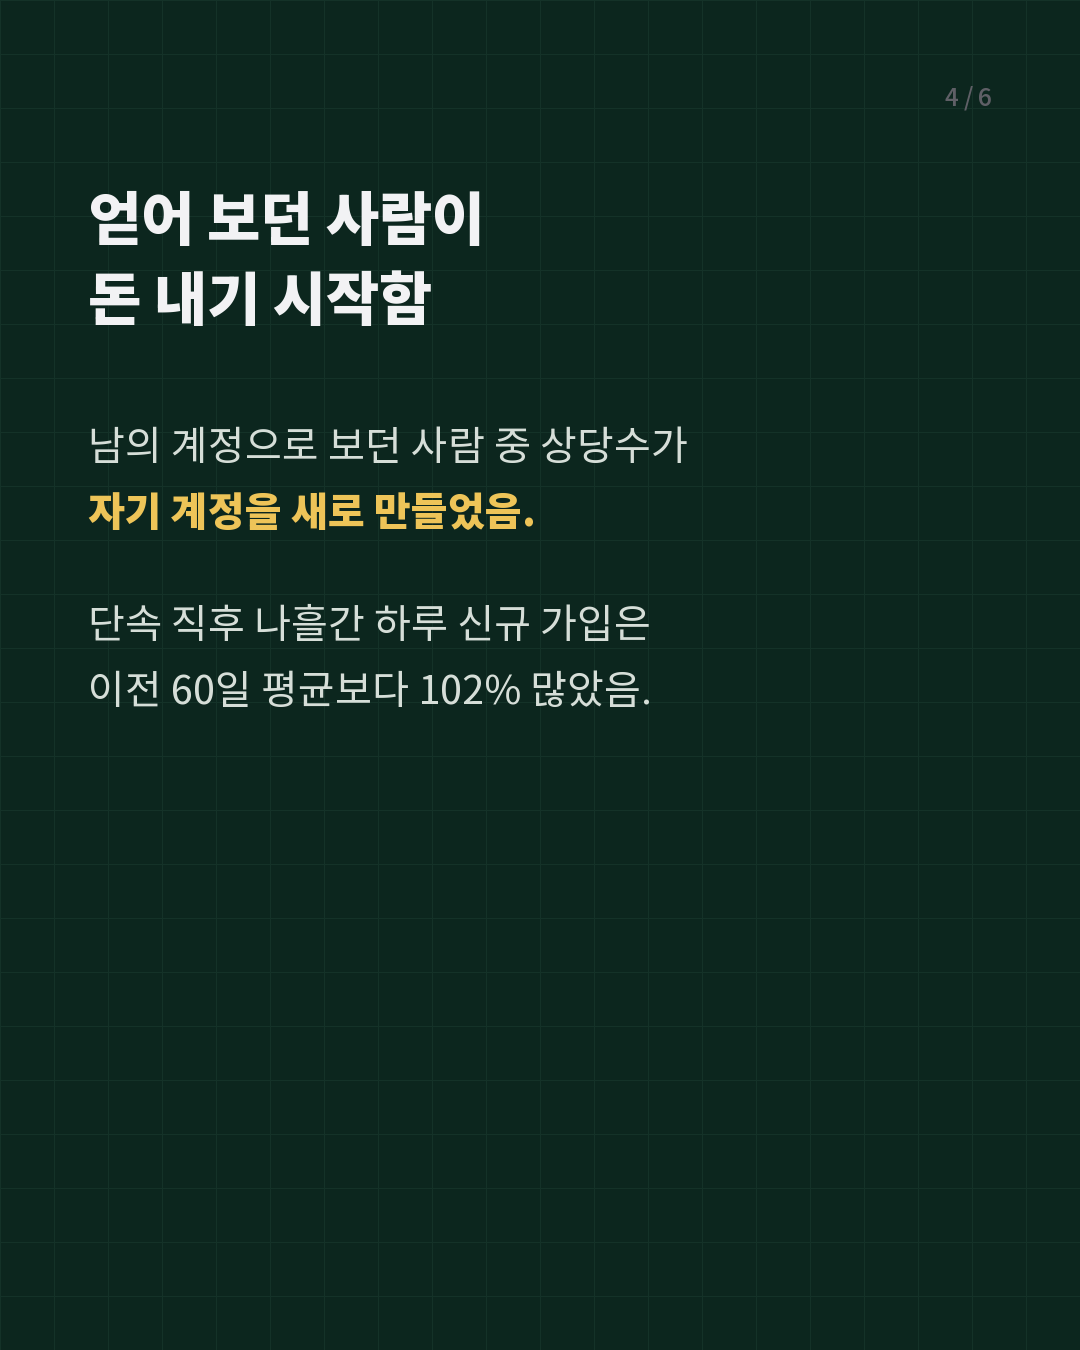 4 / 6
얻어 보던 사람이
돈 내기 시작함
남의 계정으로 보던 사람 중 상당수가
자기 계정을 새로 만들었음.
단속 직후 나흘간 하루 신규 가입은
이전 60일 평균보다 102% 많았음.